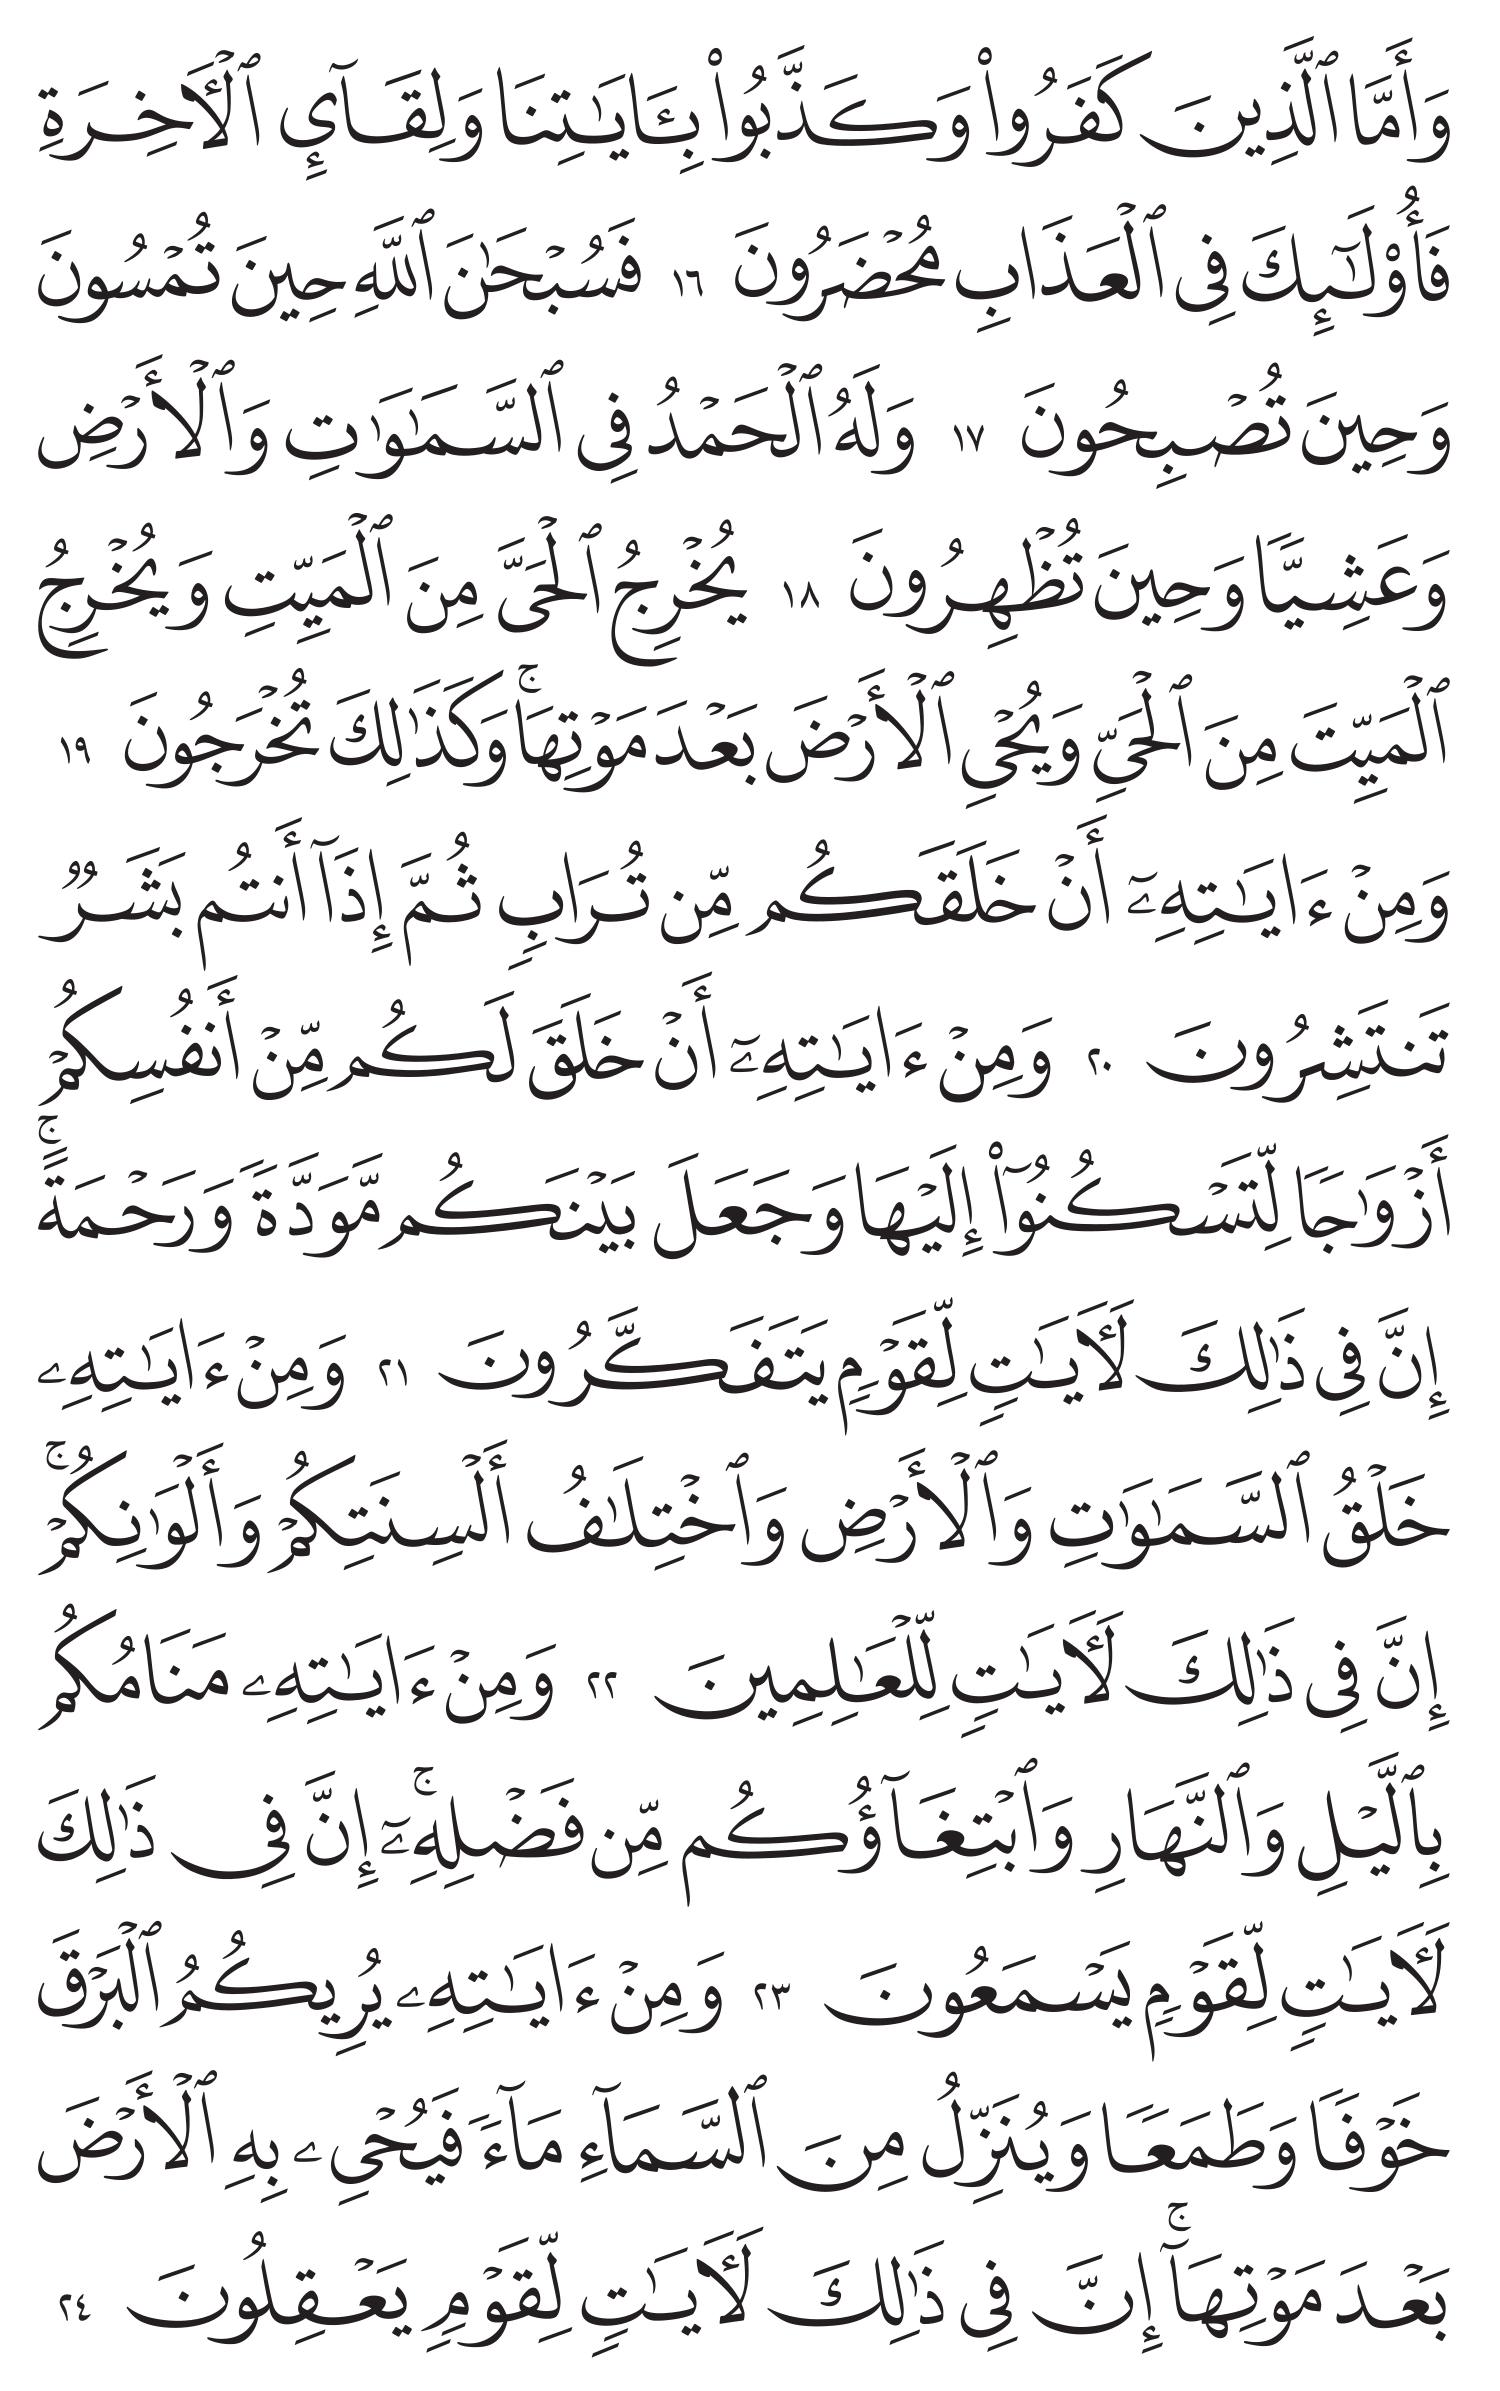 وَأَمَّا ٱلَّذِينَ كَفَرُوا۟ وَكَذَّبُوا۟ بِـَٔايَـٰتِنَا وَلِقَآئِ ٱلْـَٔاخِرَةِ
فَأُو۟لَـٰٓئِكَ فِى ٱلْعَذَابِ مُحْضَرُونَ ١٦ فَسُبْحَـٰنَ ٱللَّهِ حِينَ تُمْسُونَ
وَحِينَ تُصْبِحُونَ ١٧ وَلَهُ ٱلْحَمْدُ فِى ٱلسَّمَـٰوَٰتِ وَٱلْأَرْضِ
وَعَشِيًّا وَحِينَ تُظْهِرُونَ ١٨ يُخْرِجُ ٱلْحَىَّ مِنَ ٱلْمَيِّتِ وَيُخْرِجُ
ٱلْمَيِّتَ مِنَ ٱلْحَىِّ وَيُحْىِ ٱلْأَرْضَ بَعْدَ مَوْتِهَا ۚ وَكَذَٰلِكَ تُخْرَجُونَ ١٩
وَمِنْ ءَايَـٰتِهِۦٓ أَنْ خَلَقَكُم مِّن تُرَابٍ ثُمَّ إِذَآ أَنتُم بَشَرٌ
تَنتَشِرُونَ ٢٠ وَمِنْ ءَايَـٰتِهِۦٓ أَنْ خَلَقَ لَكُم مِّنْ أَنفُسِكُمْ
أَزْوَٰجًا لِّتَسْكُنُوٓا۟ إِلَيْهَا وَجَعَلَ بَيْنَكُم مَّوَدَّةً وَرَحْمَةً ۚ
إِنَّ فِى ذَٰلِكَ لَـَٔايَـٰتٍ لِّقَوْمٍ يَتَفَكَّرُونَ ٢١ وَمِنْ ءَايَـٰتِهِۦ
خَلْقُ ٱلسَّمَـٰوَٰتِ وَٱلْأَرْضِ وَٱخْتِلَـٰفُ أَلْسِنَتِكُمْ وَأَلْوَٰنِكُمْ ۚ
إِنَّ فِى ذَٰلِكَ لَـَٔايَـٰتٍ لِّلْعَـٰلِمِينَ ٢٢ وَمِنْ ءَايَـٰتِهِۦ مَنَامُكُم
بِٱلَّيْلِ وَٱلنَّهَارِ وَٱبْتِغَآؤُكُم مِّن فَضْلِهِۦٓ ۚ إِنَّ فِى ذَٰلِكَ
لَـَٔايَـٰتٍ لِّقَوْمٍ يَسْمَعُونَ ٢٣ وَمِنْ ءَايَـٰتِهِۦ يُرِيكُمُ ٱلْبَرْقَ
خَوْفًا وَطَمَعًا وَيُنَزِّلُ مِنَ ٱلسَّمَآءِ مَآءً فَيُحْىِۦ بِهِ ٱلْأَرْضَ
بَعْدَ مَوْتِهَآ ۚ إِنَّ فِى ذَٰلِكَ لَـَٔايَـٰتٍ لِّقَوْمٍ يَعْقِلُونَ ٢٤